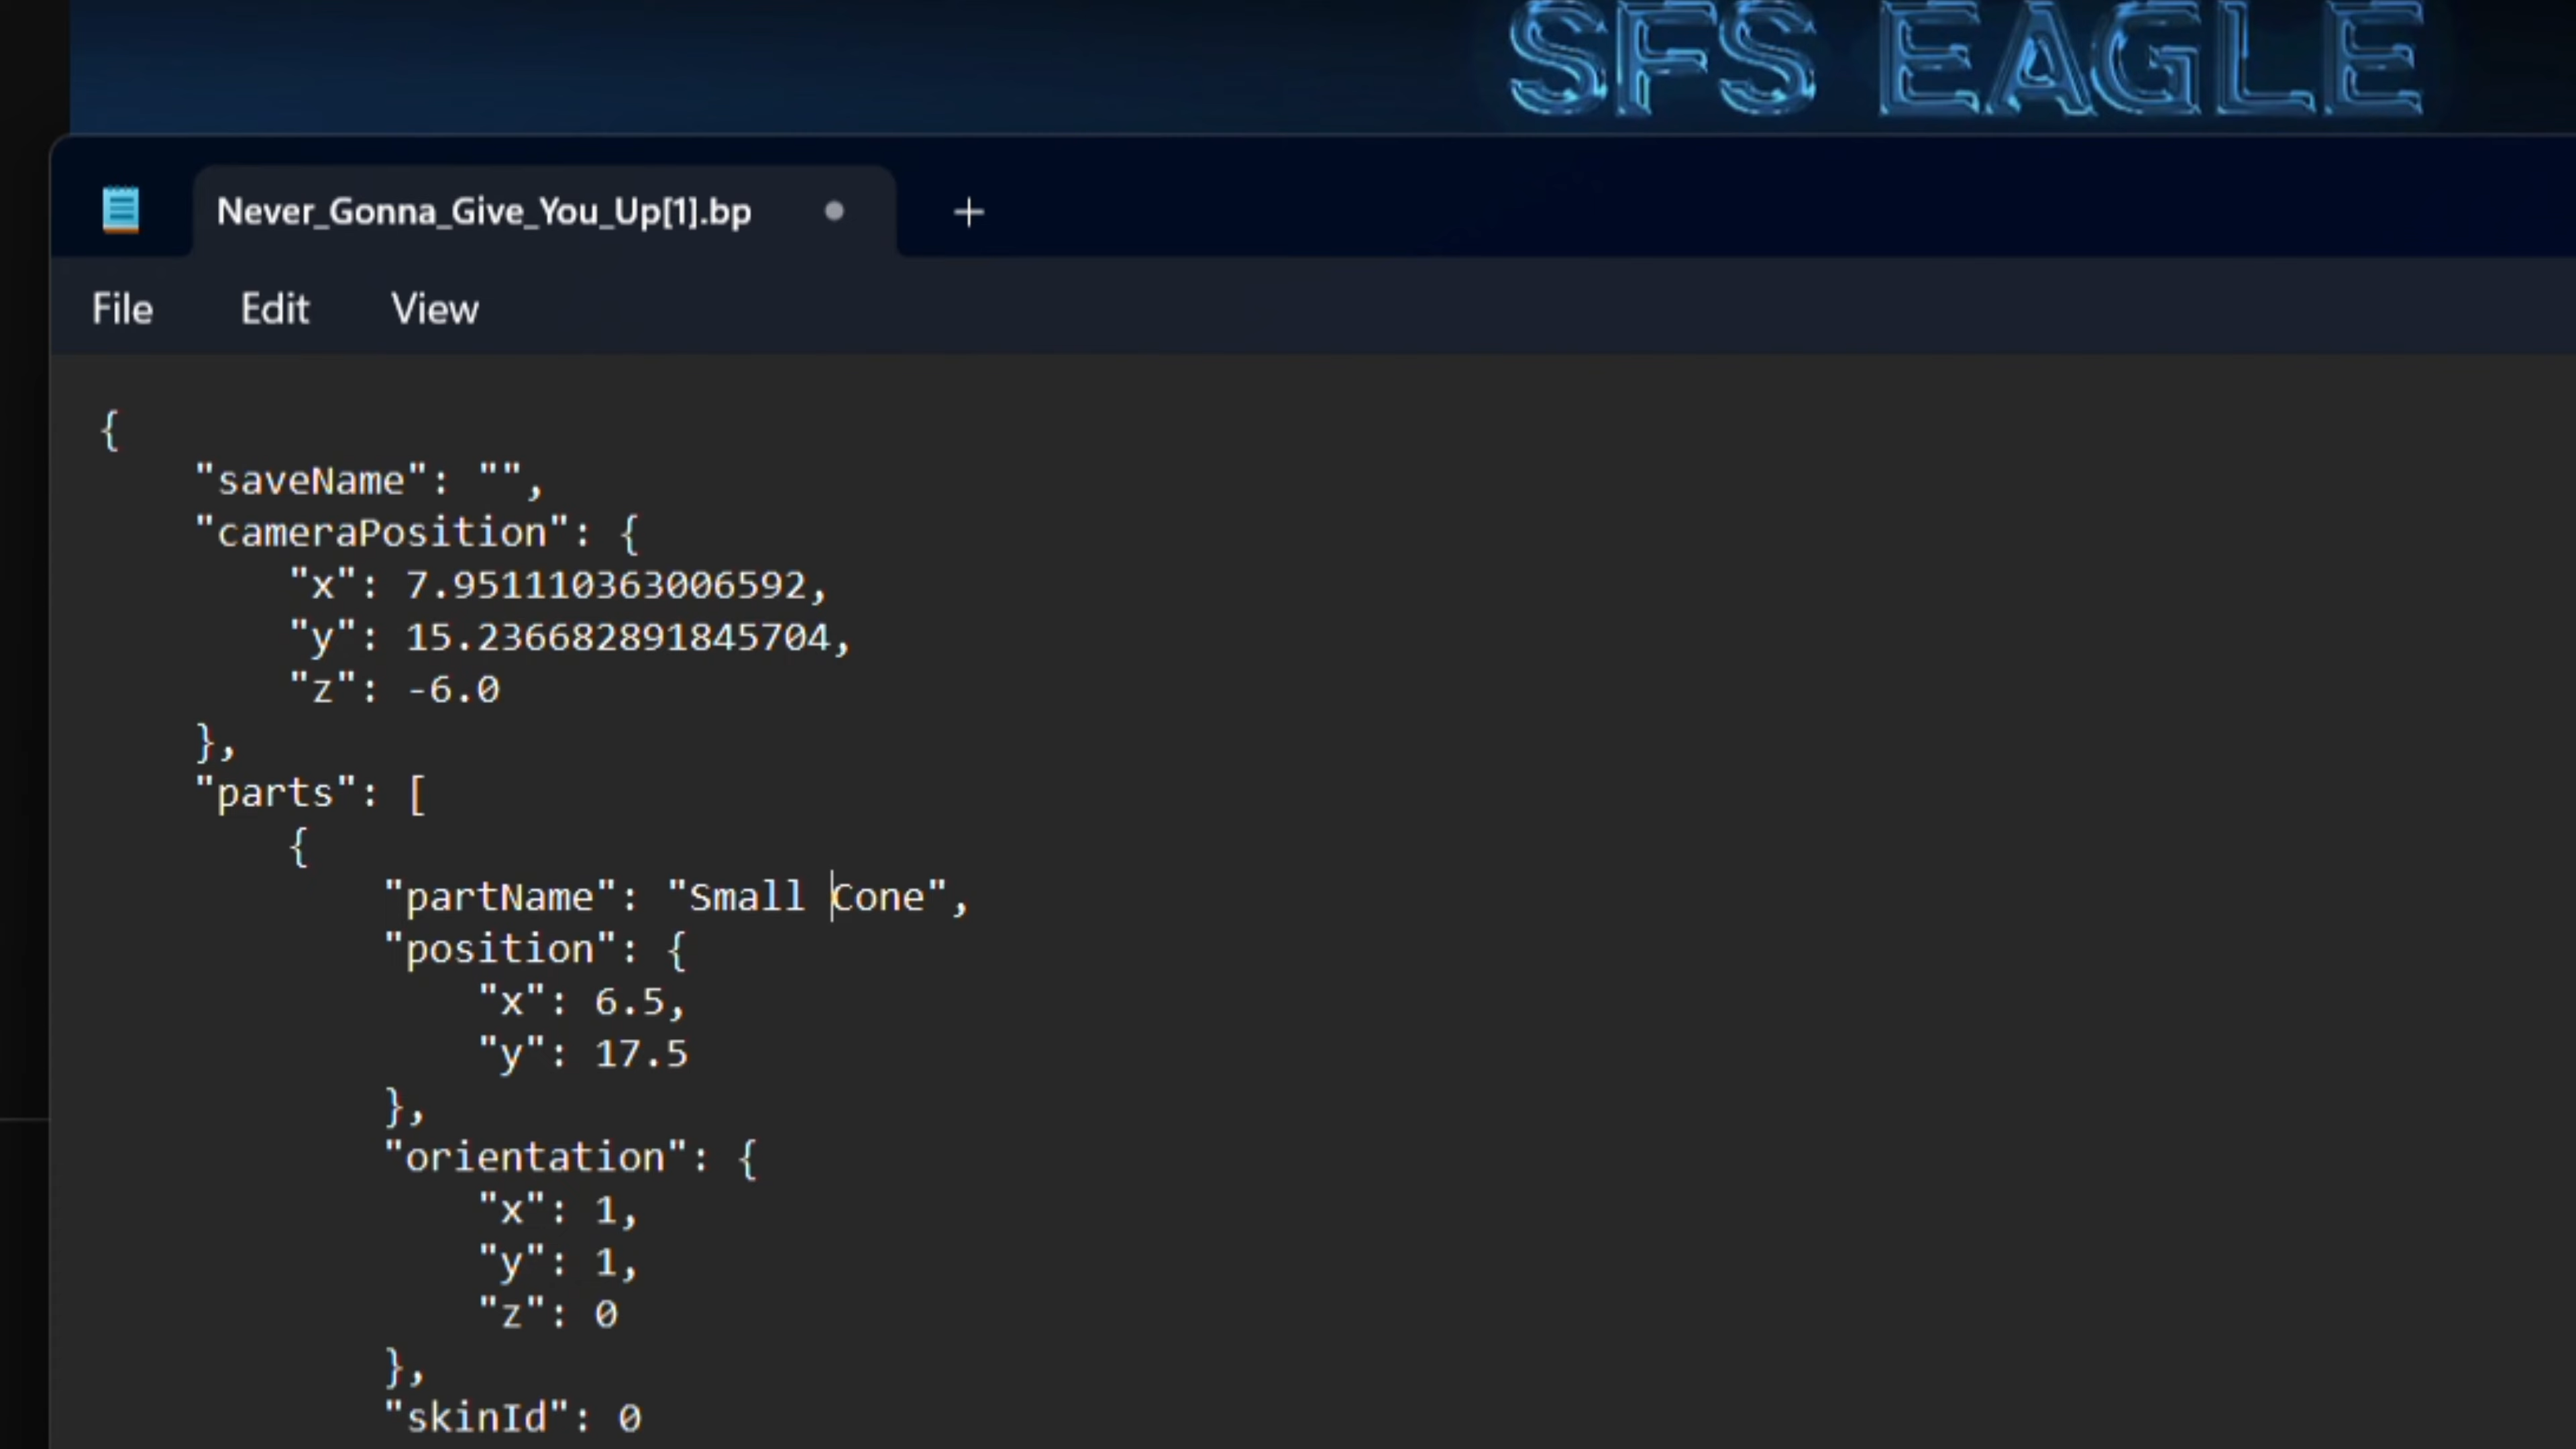 SFS EAGLE
Never_Gonna_Give_You_Up[1].bp
File Edit View
{
"saveName": "",
"cameraPosition": {
"x": 7.951110363006592,
"y": 15.236682891845704,
"z": -6.0
},
"parts": [
{
"partName": "Small Cone",
"position": {
"x": 6.5,
"y": 17.5
},
"orientation": {
"x": 1,
"y": 1,
"z": 0
},
"skinId": 0